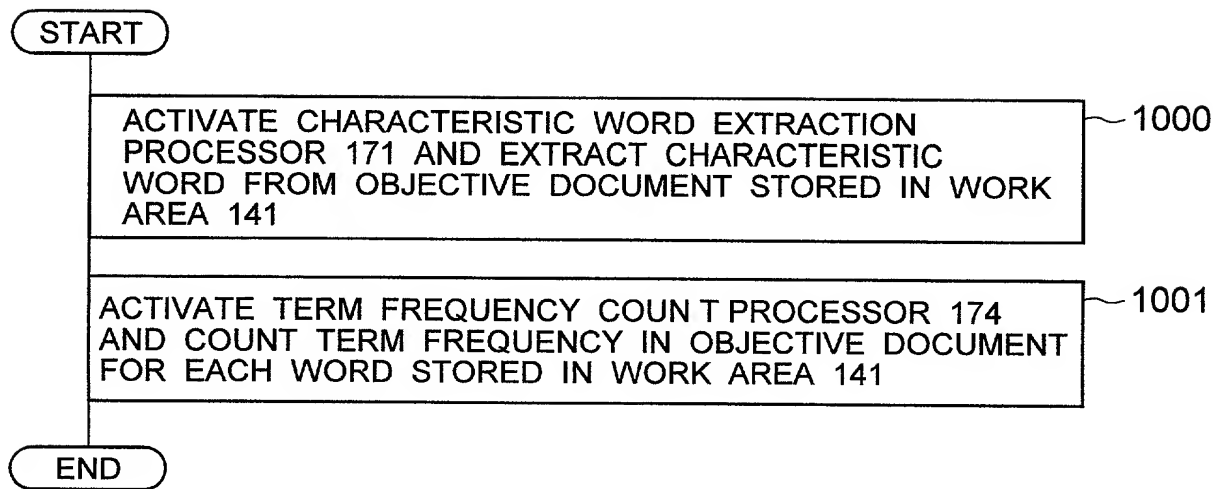 START
ACTIVATE CHARACTERISTIC WORD EXTRACTION
PROCESSOR 171 AND EXTRACT CHARACTERISTIC
WORD FROM OBJECTIVE DOCUMENT STORED IN WORK
AREA 141
1000
ACTIVATE TERM FREQUENCY COUN T PROCESSOR 174
AND COUNT TERM FREQUENCY IN OBJECTIVE DOCUMENT
FOR EACH WORD STORED IN WORK AREA 141
1001
END